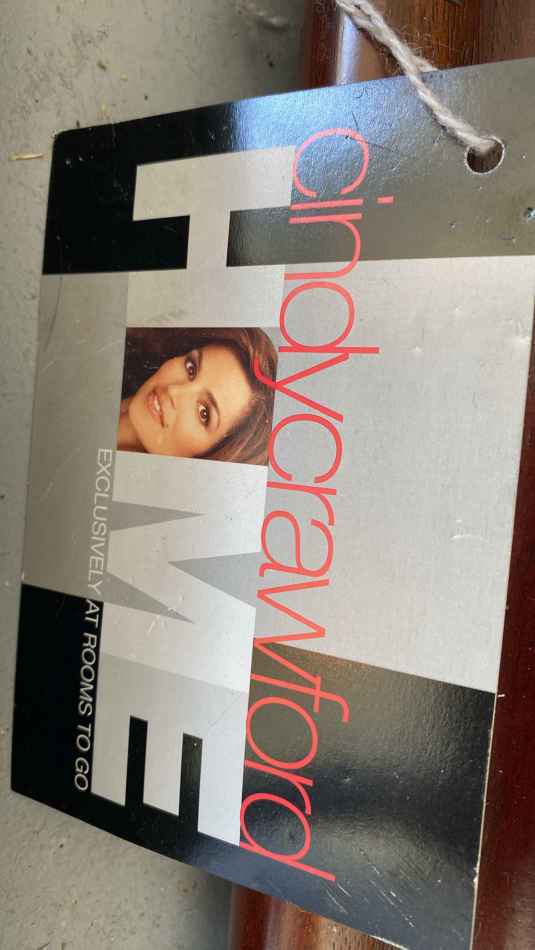 cindycrawford
HOME
EXCLUSIVELY AT ROOMS TO GO